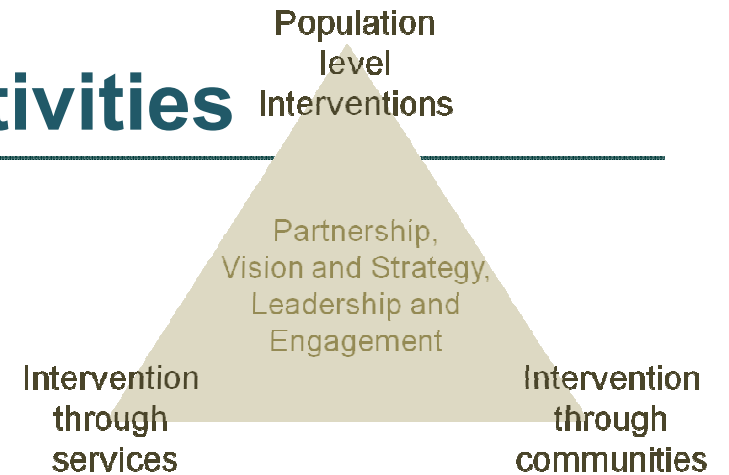 Population
level
tivities Interventions
Partnership,
Vision and Strategy,
Leadership and
Engagement
Intervention
through
services
Intervention
through
communities